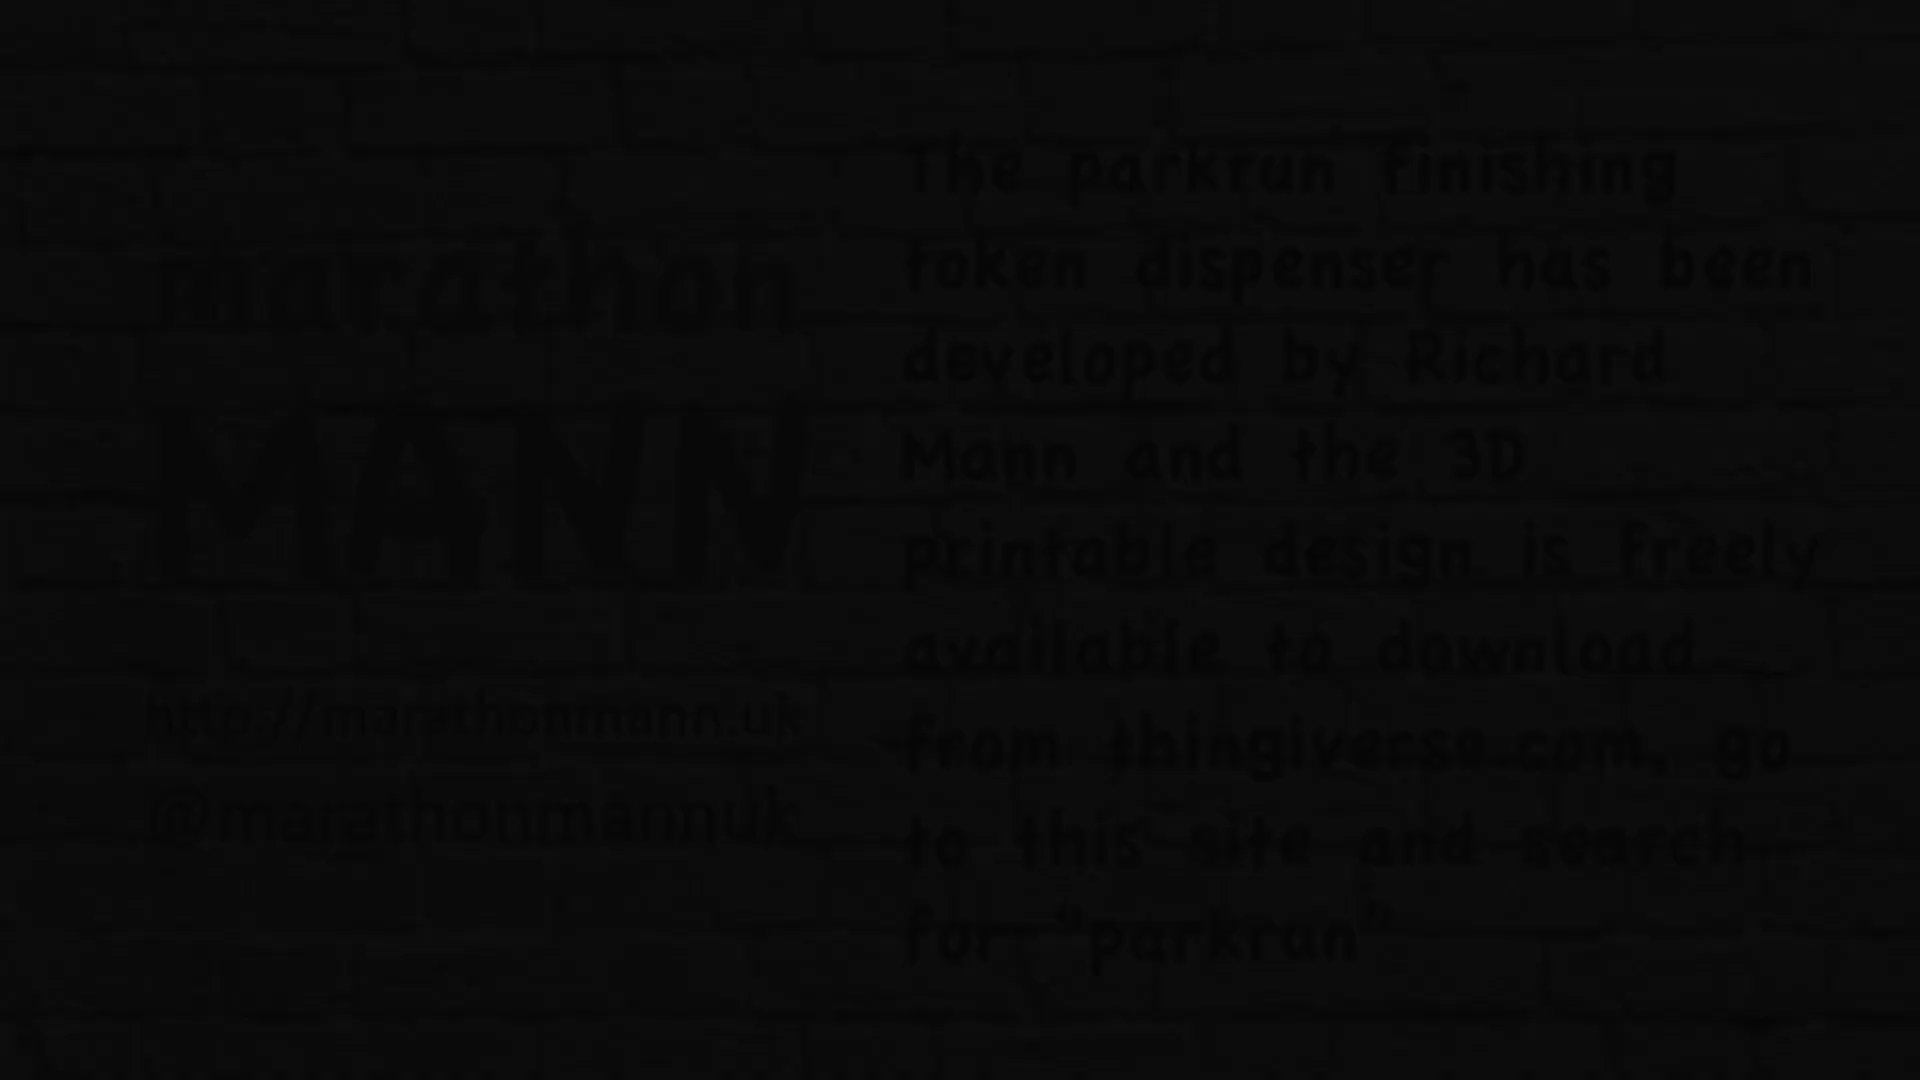 marathon
MANN
http://marathonmann.uk
@marathonmannuk
The parkrun finishing
token dispenser has been
developed by Richard
Mann and the 3D
printable design is freely
available to download
from thingiverse.com, go
to this site and search
for "parkrun"